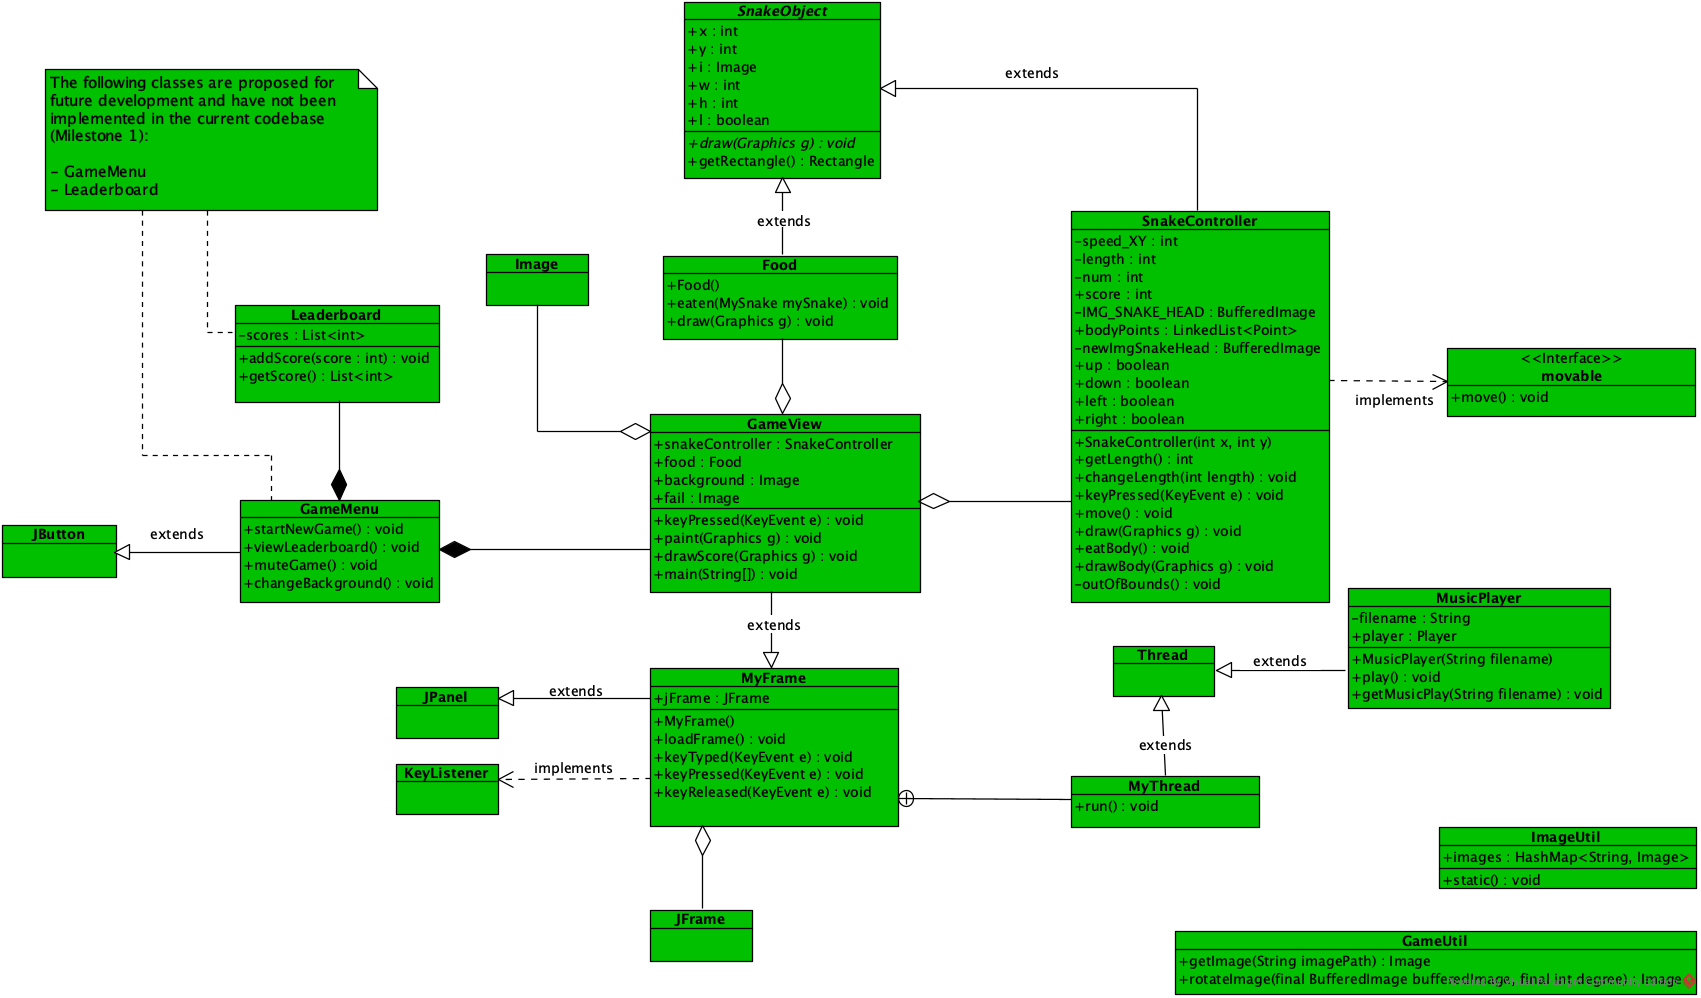 SnakeObject
+x : int
+y : int
+i : Image
+w : int
+h : int
+l : boolean
+draw(Graphics g) : void
+getRectangle() : Rectangle
extends
The following classes are proposed for
future development and have not been
implemented in the current codebase
(Milestone 1):
- GameMenu
- Leaderboard
extends
SnakeController
-speed_XY : int
-length : int
-num : int
+score : int
-IMG_SNAKE_HEAD : BufferedImage
+bodyPoints : LinkedList<Point>
-newImgSnakeHead : BufferedImage
+up : boolean
+down : boolean
+left : boolean
+right : boolean
+SnakeController(int x, int y)
+getLength() : int
+changeLength(int length) : void
+keyPressed(KeyEvent e) : void
+move() : void
+draw(Graphics g) : void
+eatBody() : void
+drawBody(Graphics g) : void
-outOfBounds() : void
Image
Food
+Food()
+eaten(MySnake mySnake) : void
+draw(Graphics g) : void
Leaderboard
-scores : List<int>
+addScore(score : int) : void
+getScore() : List<int>
<<Interface>>
movable
+move() : void
implements
GameView
+snakeController : SnakeController
+food : Food
+background : Image
+fail : Image
+keyPressed(KeyEvent e) : void
+paint(Graphics g) : void
+drawScore(Graphics g) : void
+main(String[]) : void
GameMenu
+startNewGame() : void
+viewLeaderboard() : void
+muteGame() : void
+changeBackground() : void
JButton
extends
extends
MusicPlayer
-filename : String
+player : Player
+MusicPlayer(String filename)
+play() : void
+getMusicPlay(String filename) : void
Thread
extends
extends
MyFrame
+jFrame : JFrame
+MyFrame()
+loadFrame() : void
+keyTyped(KeyEvent e) : void
+keyPressed(KeyEvent e) : void
+keyReleased(KeyEvent e) : void
JPanel
extends
KeyListener
implements
MyThread
+run() : void
JFrame
ImageUtil
+images : HashMap<String, Image>
+static() : void
GameUtil
+getImage(String imagePath) : Image
+rotateImage(final BufferedImage bufferedImage, final int degree) : Image